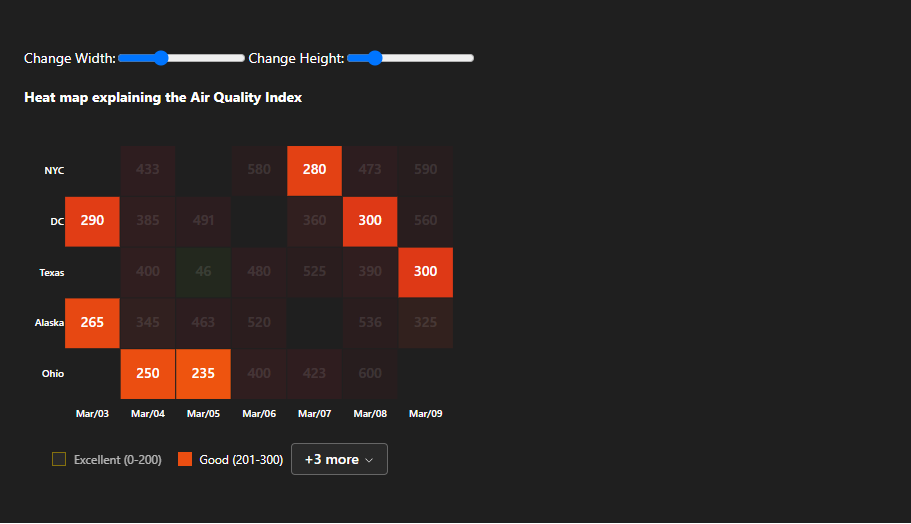 Change Width: Change Height:
Heat map explaining the Air Quality Index
NYC 433 580 280 473 590
DC 290 385 491 360 300 560
Texas 400 46 480 525 390 300
Alaska 265 345 463 520 536 325
Ohio 250 235 400 423 600
Mar/03 Mar/04 Mar/05 Mar/06 Mar/07 Mar/08 Mar/09
Excellent (0-200) Good (201-300) +3 more